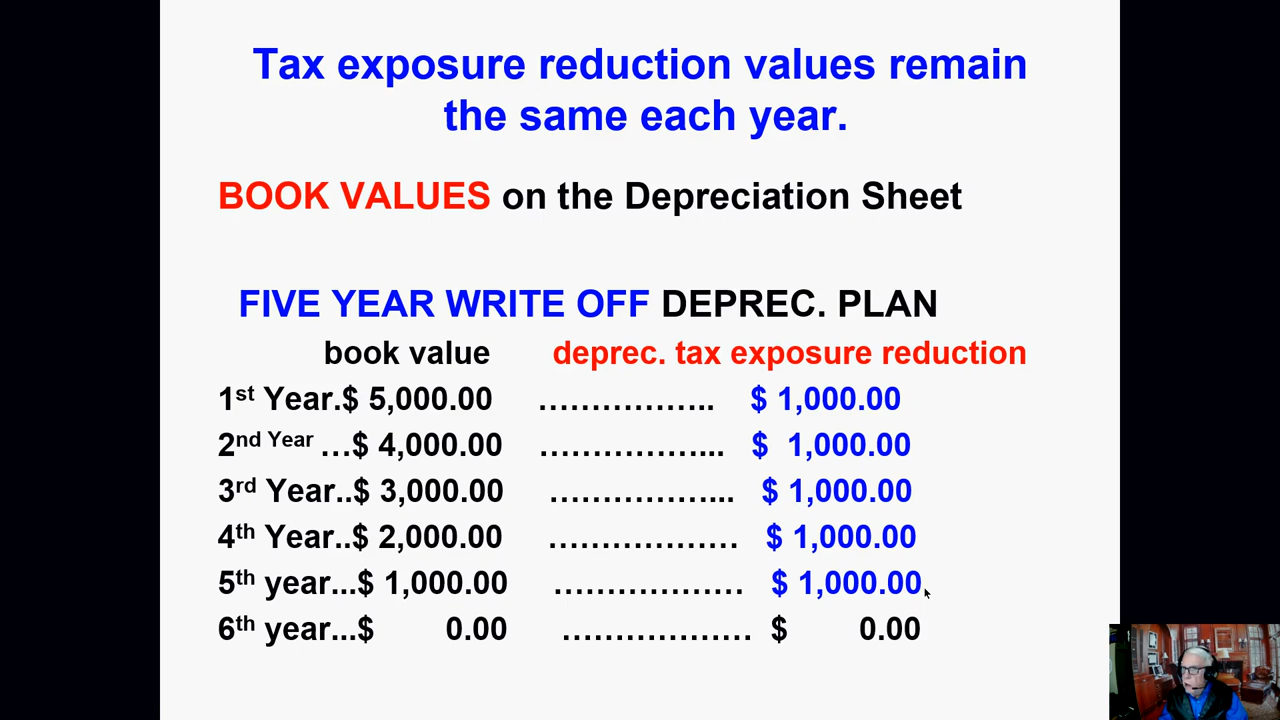 Tax exposure reduction values remain
the same each year.
BOOK VALUES on the Depreciation Sheet
FIVE YEAR WRITE OFF DEPREC. PLAN
book value deprec. tax exposure reduction
1st Year.$ 5,000.00 ……………….. $ 1,000.00
2nd Year …$ 4,000.00 ………………... $ 1,000.00
3rd Year..$ 3,000.00 ………………... $ 1,000.00
4th Year..$ 2,000.00 ………………… $ 1,000.00
5th year...$ 1,000.00 ………………… $ 1,000.00
6th year...$ 0.00 ………………… $ 0.00